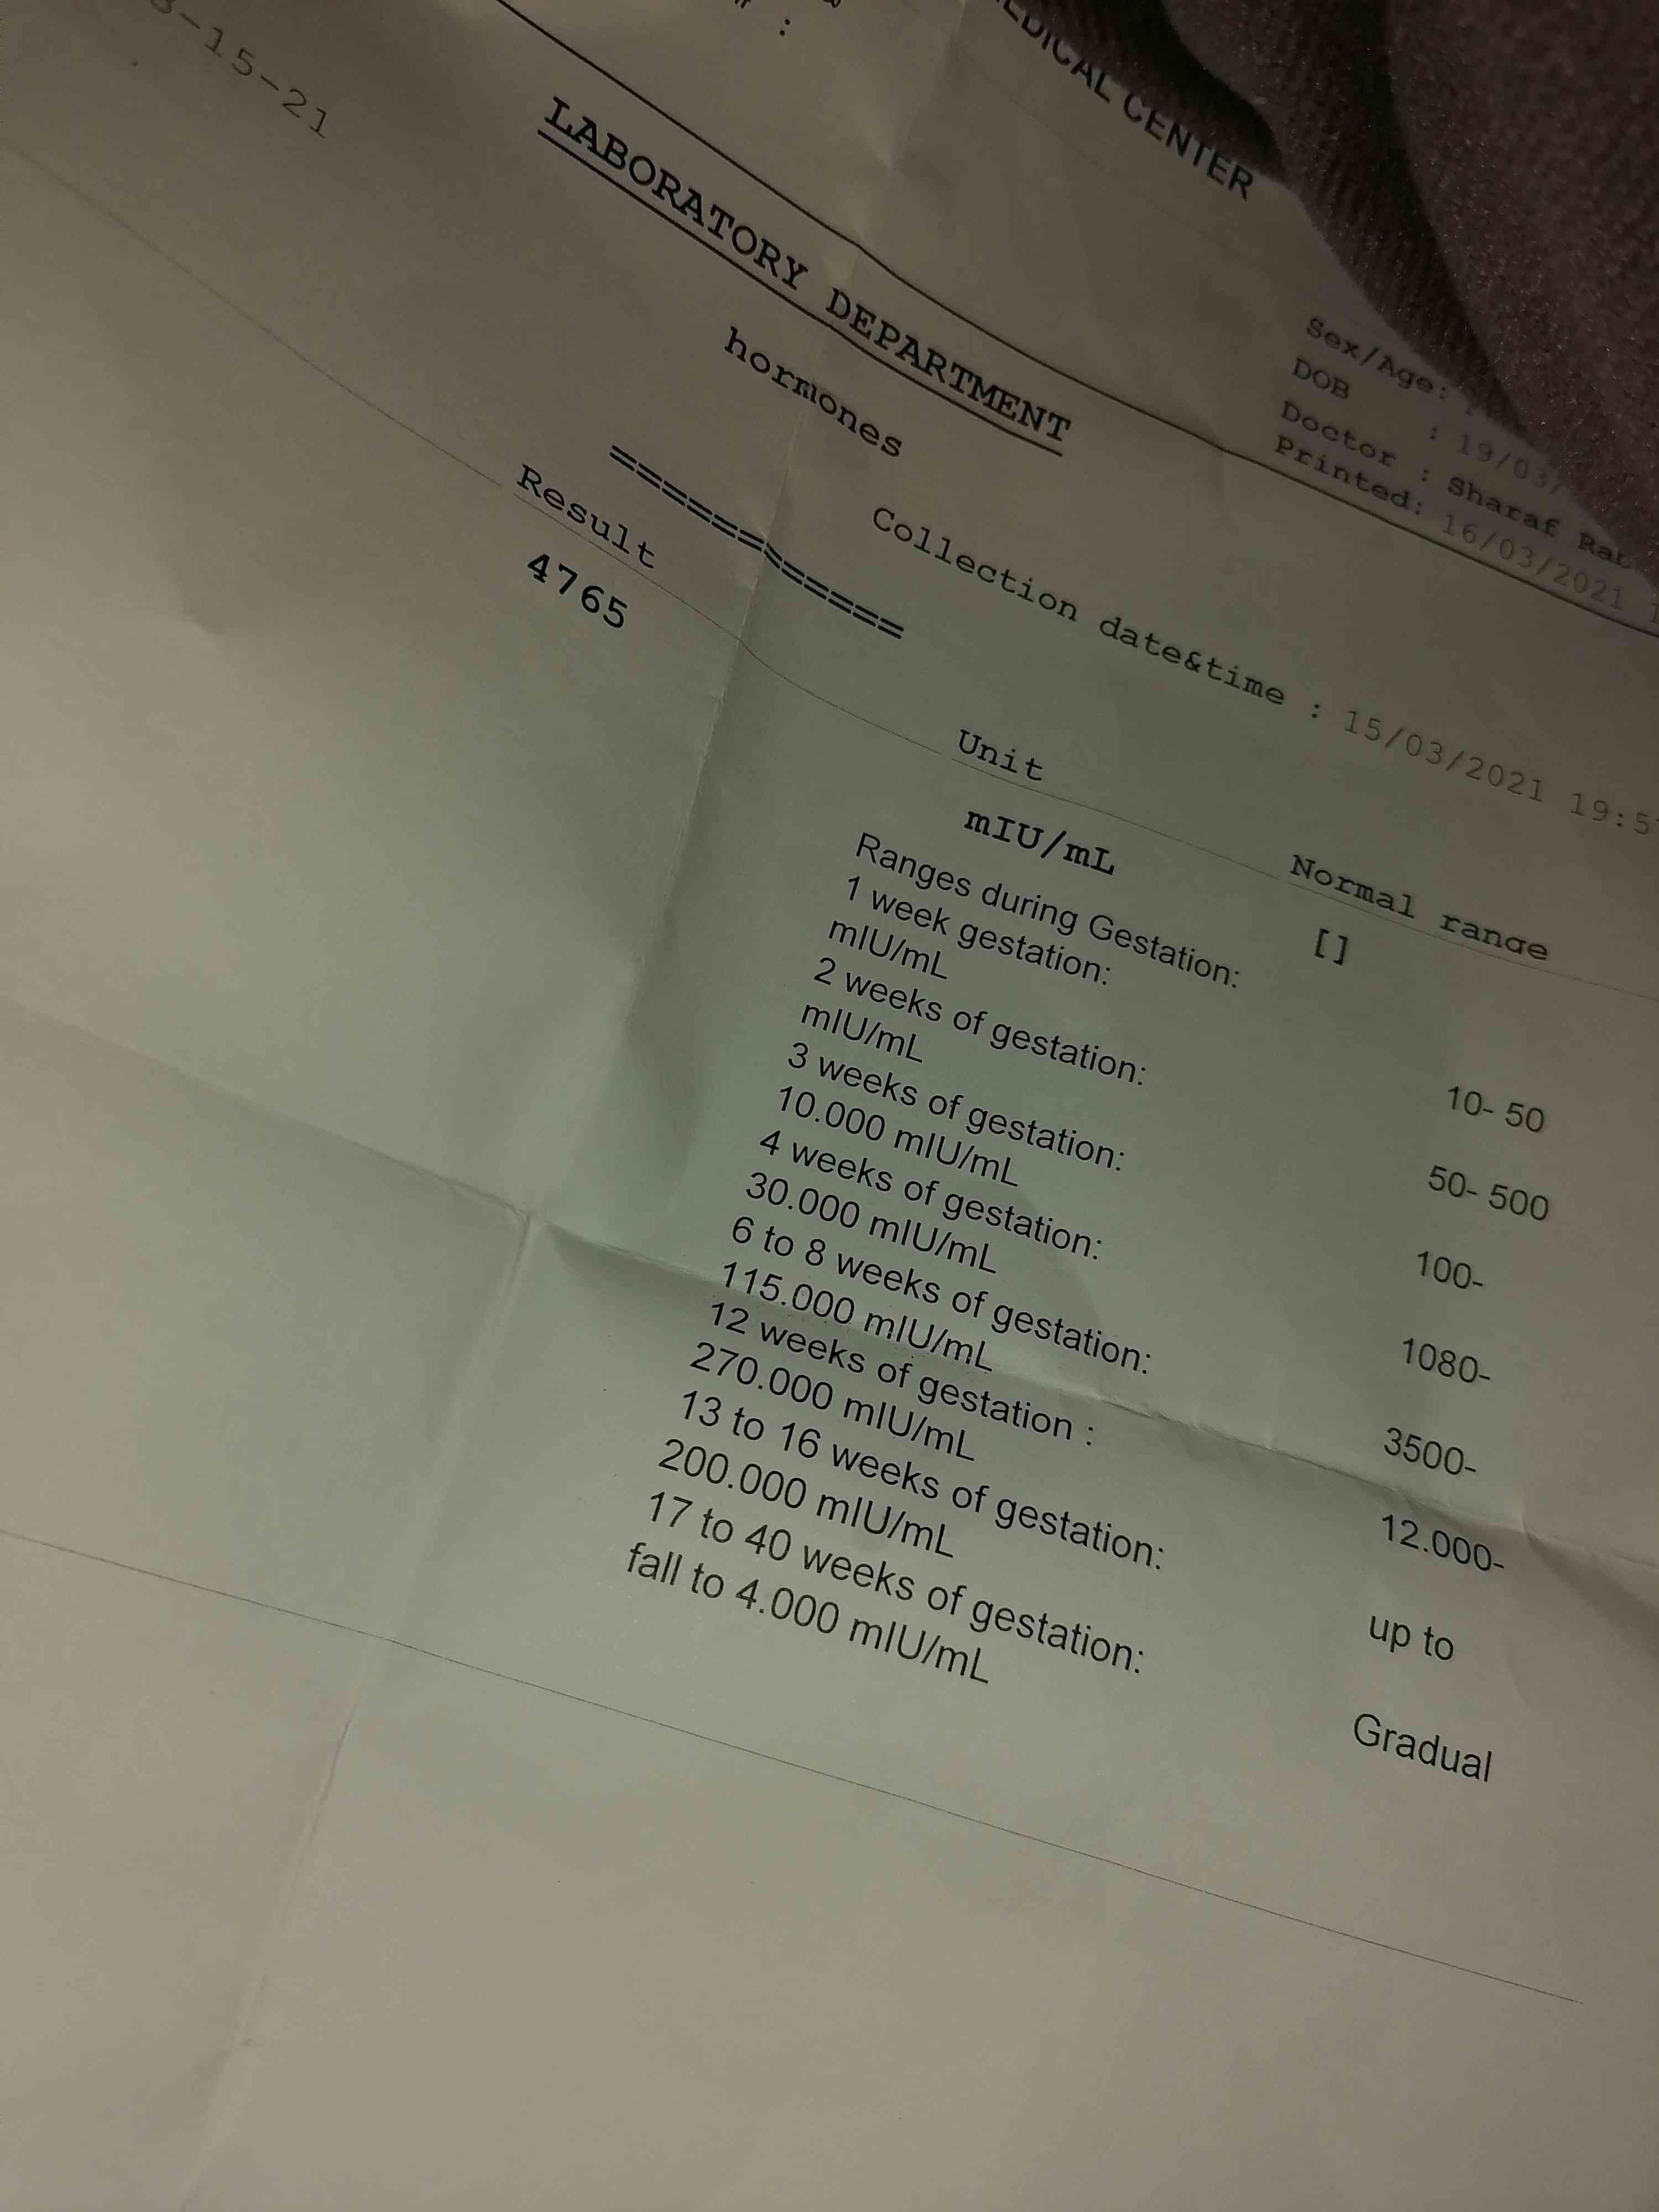 EDICAL CENTER
Sex/Age:
DOB : 19/03/
Doctor : Sharaf
Printed: 16/03/2021
-15-21
LABORATORY DEPARTMENT
hormones
Collection date&time : 15/03/2021 19:5
==============
Result Unit Normal range
4765 mIU/mL []
Ranges during Gestation:
1 week gestation: 10- 50
mIU/mL
2 weeks of gestation: 50- 500
mIU/mL
3 weeks of gestation: 100-
10.000 mIU/mL
4 weeks of gestation: 1080-
30.000 mIU/mL
6 to 8 weeks of gestation: 3500-
115.000 mIU/mL
12 weeks of gestation : 12.000-
270.000 mIU/mL
13 to 16 weeks of gestation: up to
200.000 mIU/mL
17 to 40 weeks of gestation: Gradual
fall to 4.000 mIU/mL